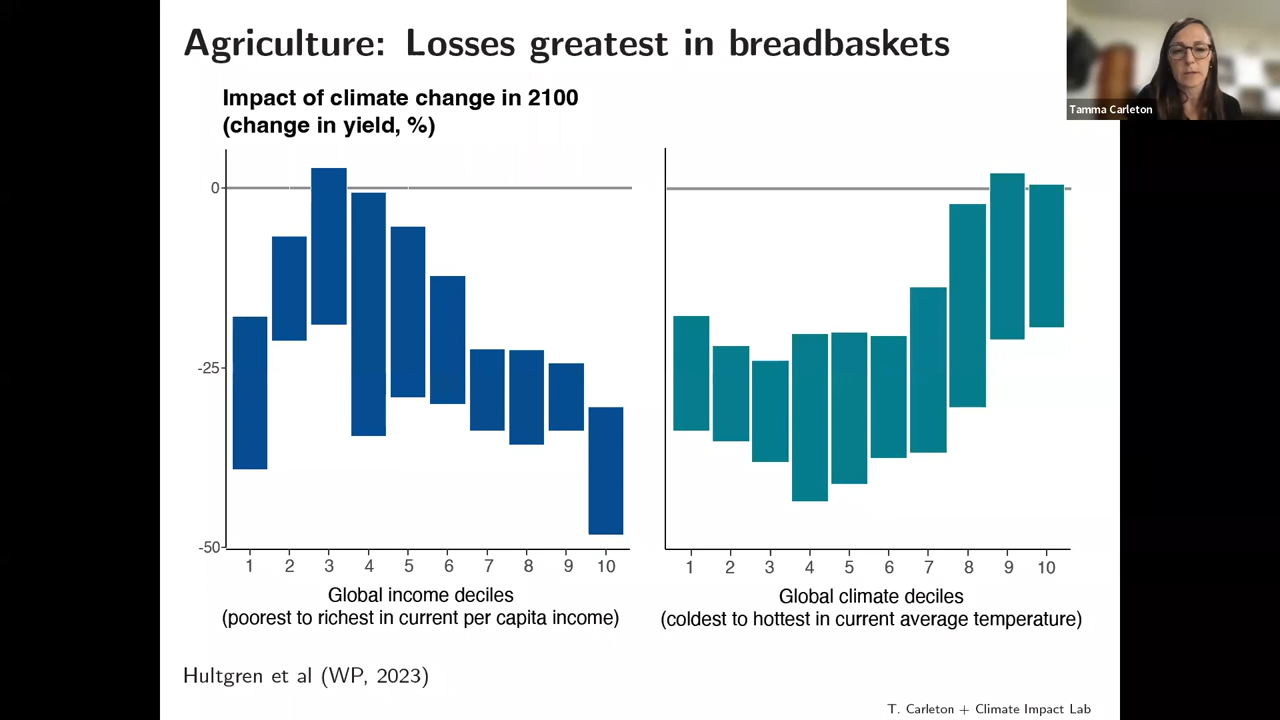 Agriculture: Losses greatest in breadbaskets
Tamma Carleton
Impact of climate change in 2100
(change in yield, %)
0
-25
-50
1 2 3 4 5 6 7 8 9 10
Global income deciles
(poorest to richest in current per capita income)
1 2 3 4 5 6 7 8 9 10
Global climate deciles
(coldest to hottest in current average temperature)
Hultgren et al (WP, 2023)
T. Carleton + Climate Impact Lab